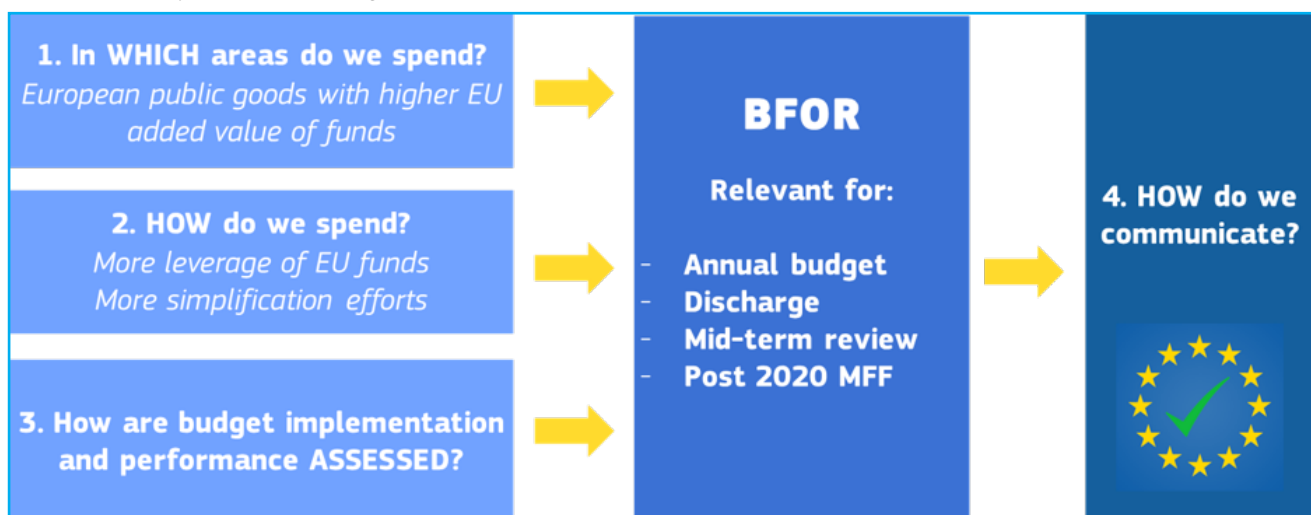 1. In WHICH areas do we spend?
European public goods with higher EU
added value of funds
2. HOW do we spend?
More leverage of EU funds
More simplification efforts
3. How are budget implementation
and performance ASSESSED?
BFOR
Relevant for:
- Annual budget
- Discharge
- Mid-term review
- Post 2020 MFF
4. HOW do we
communicate?